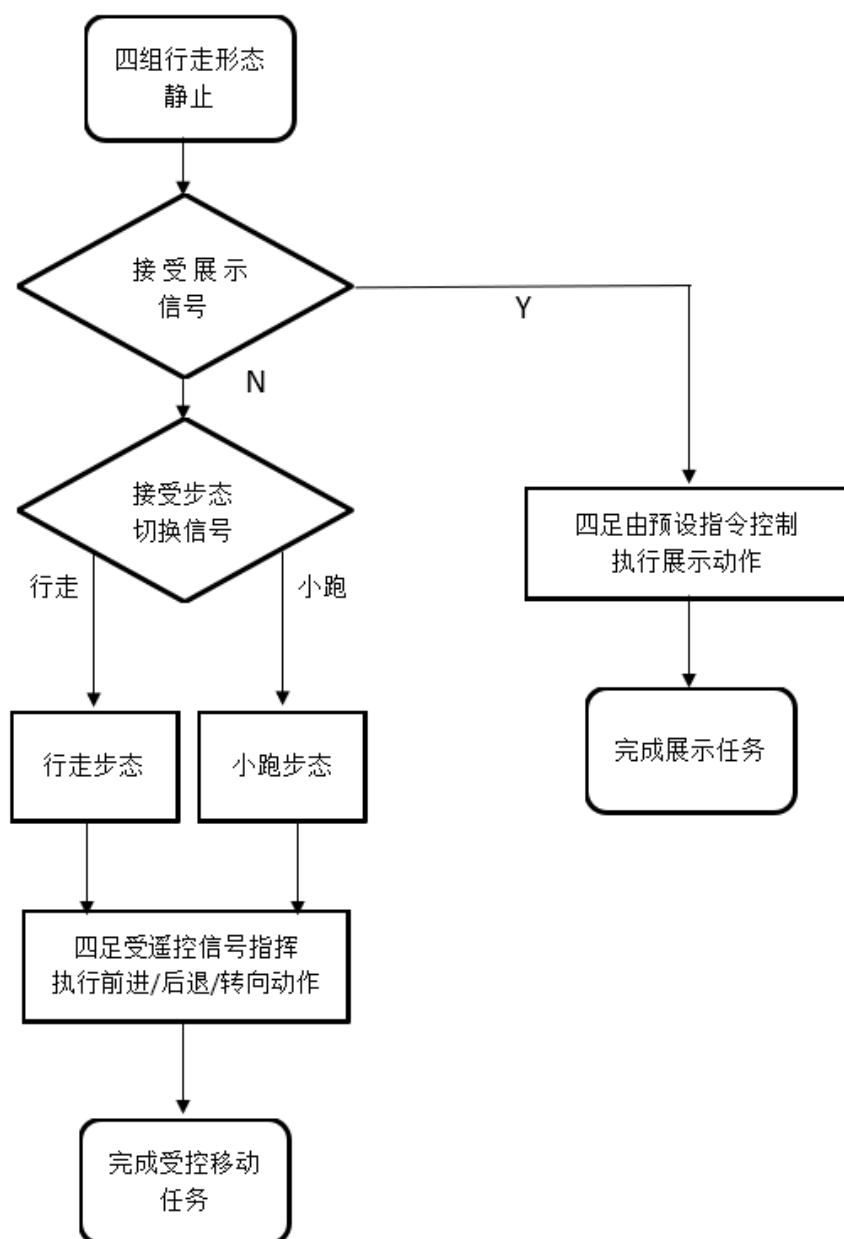 四组行走形态
静止
接受展示
信号
Y
N
接受步态
切换信号
四足由预设指令控制
执行展示动作
行走
小跑
行走步态
小跑步态
完成展示任务
四足受遥控信号指挥
执行前进/后退/转向动作
完成受控移动
任务